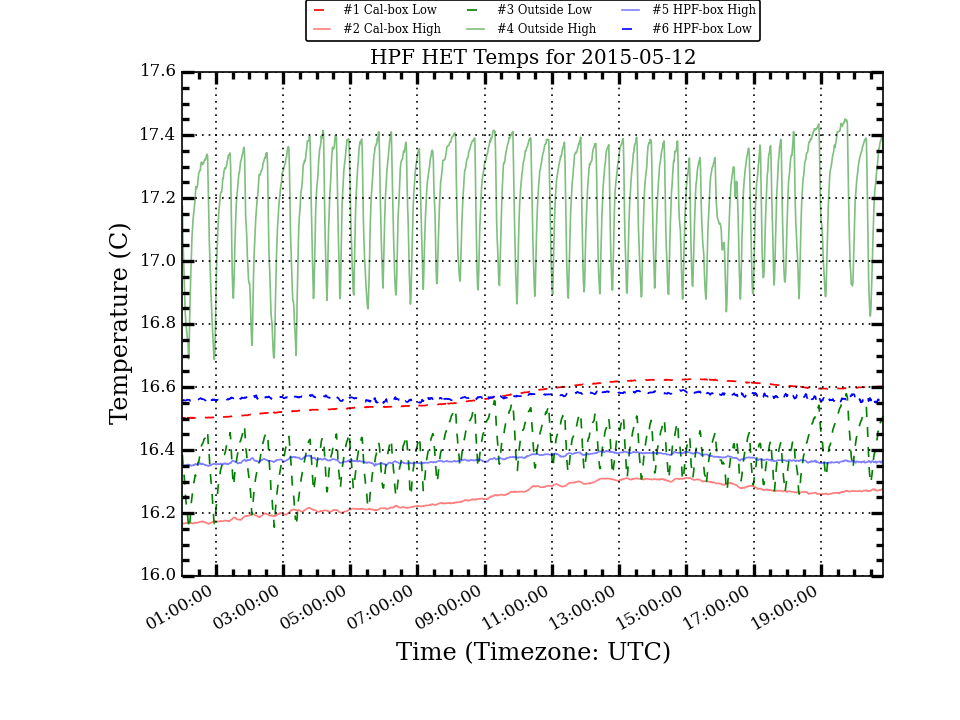 #1 Cal-box Low #3 Outside Low #5 HPF-box High
#2 Cal-box High #4 Outside High #6 HPF-box Low
HPF HET Temps for 2015-05-12
17.6
17.4
17.2
17.0
16.8
16.6
16.4
16.2
16.0
Temperature (C)
01:00:00 03:00:00 05:00:00 07:00:00 09:00:00 11:00:00 13:00:00 15:00:00 17:00:00 19:00:00
Time (Timezone: UTC)